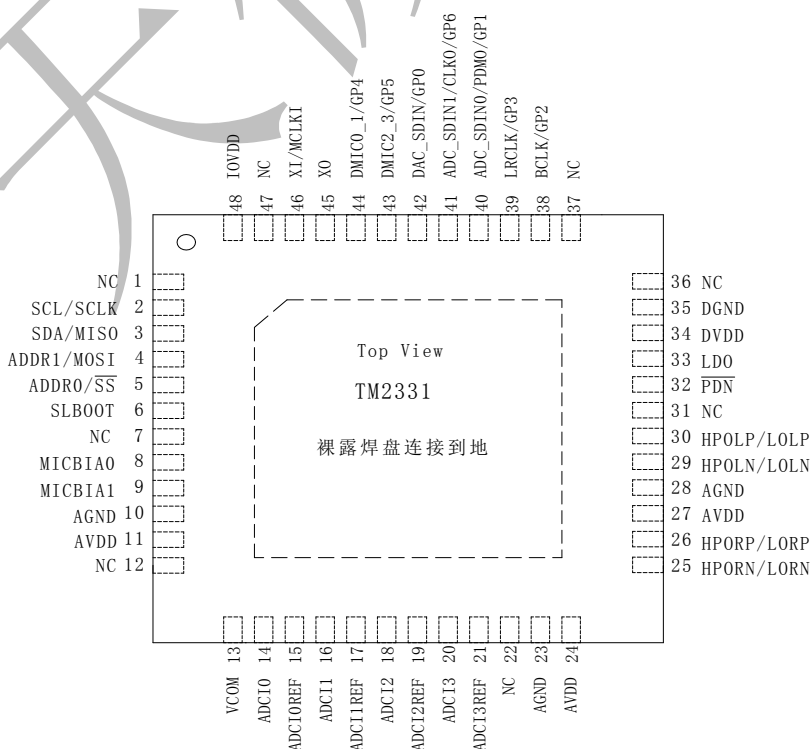 48 IOVDD
47 NC
46 XI/MCLKI
45 XO
44 DMIC0_1/GP4
43 DMIC2_3/GP5
42 DAC_SDIN/GP0
41 ADC_SDIN1/CLKO/GP6
40 ADC_SDIN0/PDMO/GP1
39 LRCLK/GP3
38 BCLK/GP2
37 NC
NC 1
SCL/SCLK 2
SDA/MISO 3
ADDR1/MOSI 4
ADDR0/S̅S̅ 5
SLBOOT 6
NC 7
MICBIA0 8
MICBIA1 9
AGND 10
AVDD 11
NC 12
Top View
TM2331
裸露焊盘连接到地
36 NC
35 DGND
34 DVDD
33 LDO
32 P̅D̅N̅
31 NC
30 HPOLP/LOLP
29 HPOLN/LOLN
28 AGND
27 AVDD
26 HPORP/LORP
25 HPORN/LORN
VCOM 13
ADCI0 14
ADCI0REF 15
ADCI1 16
ADCI1REF 17
ADCI2 18
ADCI2REF 19
ADCI3 20
ADCI3REF 21
NC 22
AGND 23
AVDD 24